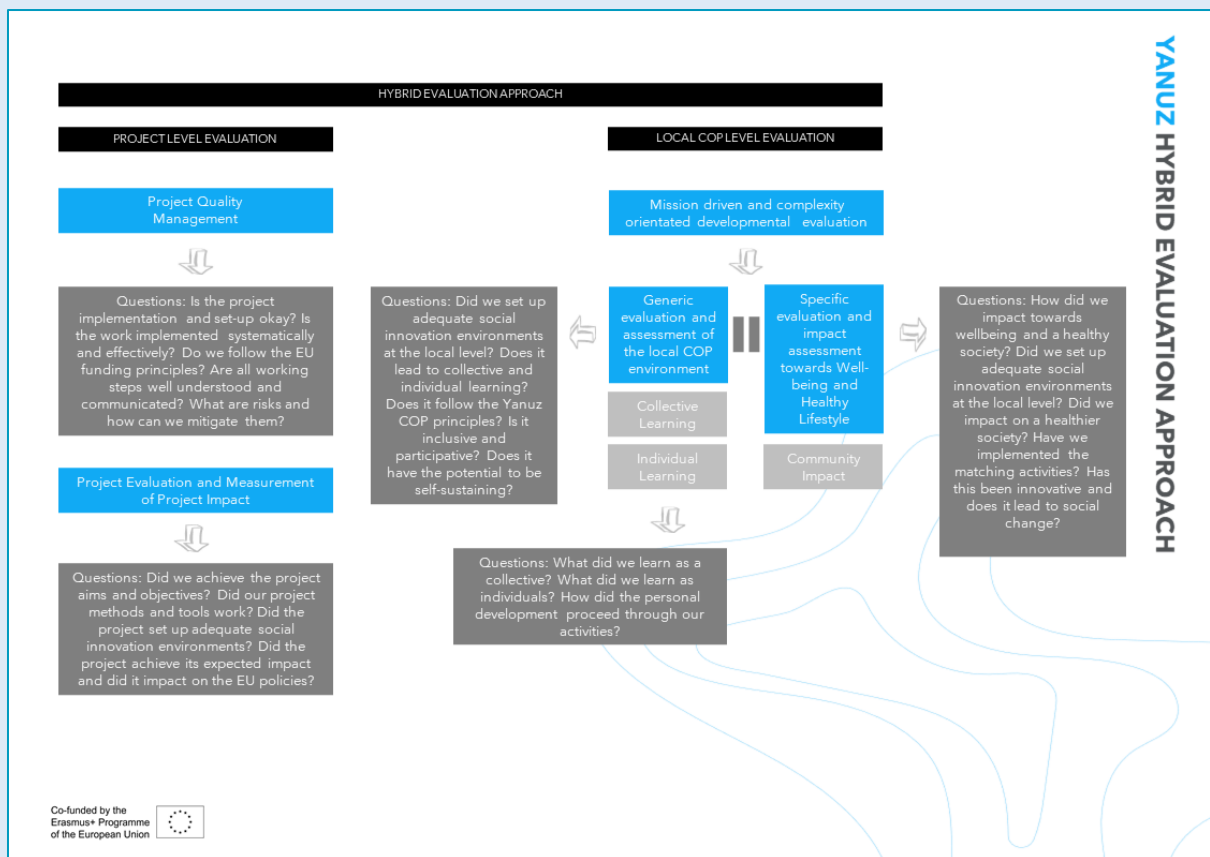 YANUZ HYBRID EVALUATION APPROACH
HYBRID EVALUATION APPROACH
PROJECT LEVEL EVALUATION
Project Quality
Management
Questions: Is the project
implementation and set-up okay? Is
the work implemented systematically
and effectively? Do we follow the EU
funding principles? Are all working
steps well understood and
communicated? What are risks and
how can we mitigate them?
Project Evaluation and Measurement
of Project Impact
Questions: Did we achieve the project
aims and objectives? Did our project
methods and tools work? Did the
project set up adequate social
innovation environments? Did the
project achieve its expected impact
and did it impact on the EU policies?
LOCAL COP LEVEL EVALUATION
Mission driven and complexity
orientated developmental evaluation
Questions: Did we set up
adequate social
innovation environments
at the local level? Does it
lead to collective and
individual learning?
Does it follow the Yanuz
COP principles? Is it
inclusive and
participative? Does it
have the potential to be
self-sustaining?
Generic
evaluation and
assessment of
the local COP
environment
Collective
Learning
Individual
Learning
Specific
evaluation and
impact
assessment
towards Well-
being and
Healthy
Lifestyle
Community
Impact
Questions: How did we
impact towards
wellbeing and a healthy
society? Did we set up
adequate social
innovation environments
at the local level? Did we
impact on a healthier
society? Have we
implemented the
matching activities? Has
this been innovative and
does it lead to social
change?
Questions: What did we learn as a
collective? What did we learn as
individuals? How did the personal
development proceed through our
activities?
Co-funded by the
Erasmus+ Programme
of the European Union